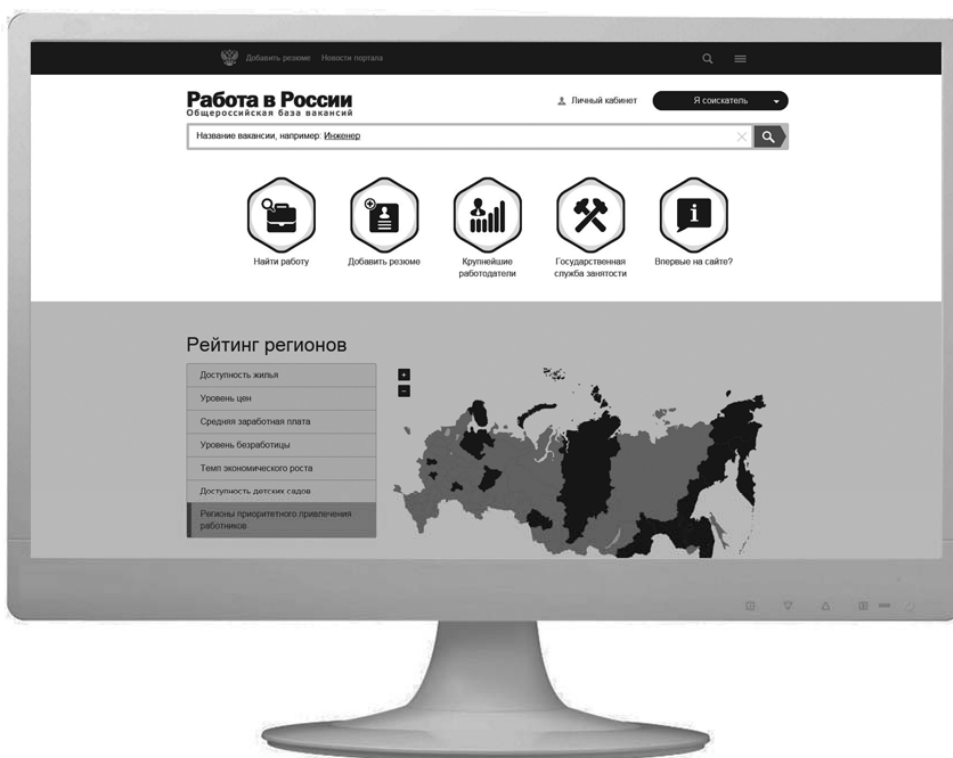 Добавить резюме Новости портала
Работа в России
Общероссийская база вакансий
Личный кабинет
Я соискатель
Название вакансии, например: Инженер
Найти работу
Добавить резюме
Крупнейшие
работодатели
Государственная
служба занятости
Впервые на сайте?
Рейтинг регионов
Доступность жилья
Уровень цен
Средняя заработная плата
Уровень безработицы
Темп экономического роста
Доступность детских садов
Регионы приоритетного привлечения
работников